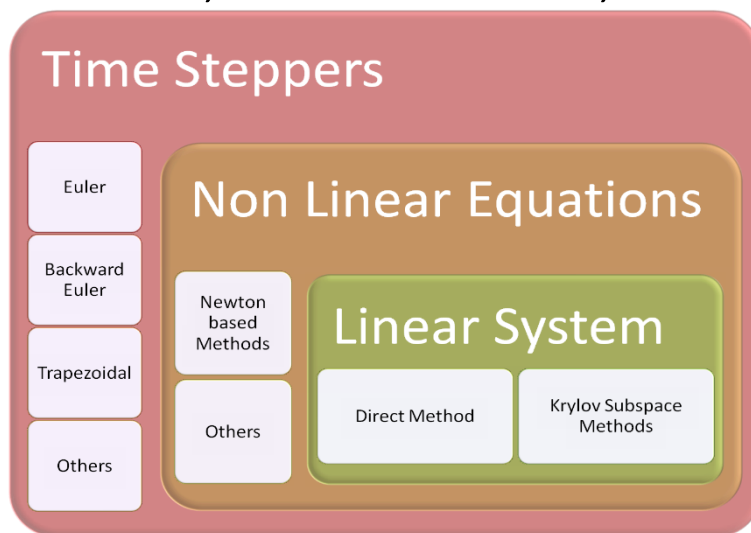 Time Steppers
Euler
Backward
Euler
Trapezoidal
Others
Non Linear Equations
Newton
based
Methods
Others
Linear System
Direct Method
Krylov Subspace
Methods